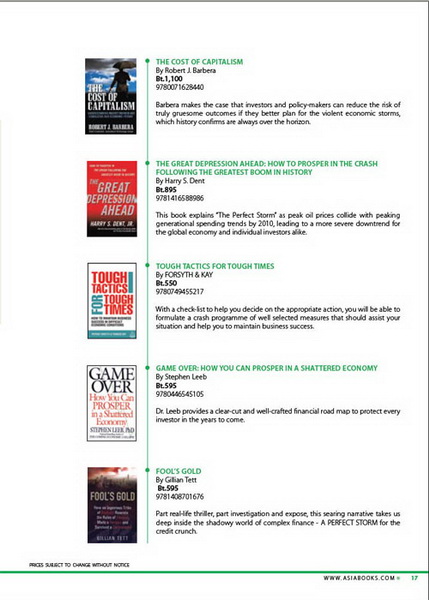 THE
COST OF
CAPITALISM
ROBERT J. BARBERA
THE COST OF CAPITALISM
By Robert J. Barbera
Bt.1,100
9780071628440
Barbera makes the case that investors and policy-makers can reduce the risk of
truly gruesome outcomes if they better plan for the violent economic storms,
which history confirms are always over the horizon.
THE
GREAT
DEPRESSION
AHEAD
HARRY S. DENT, JR.
THE GREAT DEPRESSION AHEAD: HOW TO PROSPER IN THE CRASH
FOLLOWING THE GREATEST BOOM IN HISTORY
By Harry S. Dent
Bt.895
9781416588986
This book explains "The Perfect Storm" as peak oil prices collide with peaking
generational spending trends by 2010, leading to a more severe downtrend for
the global economy and individual investors alike.
TOUGH
TACTICS
FOR
TOUGH
TIMES
HOW TO MAINTAIN BUSINESS
SUCCESS IN DIFFICULT
ECONOMIC CONDITIONS
TOUGH TACTICS FOR TOUGH TIMES
By FORSYTH & KAY
Bt.550
9780749455217
With a check-list to help you decide on the appropriate action, you will be able to
formulate a crash programme of well selected measures that should assist your
situation and help you to maintain business success.
GAME
OVER
How You Can
PROSPER
in a Shattered
Economy
STEPHEN LEEB, PhD
GAME OVER: HOW YOU CAN PROSPER IN A SHATTERED ECONOMY
By Stephen Leeb
Bt.595
9780446545105
Dr. Leeb provides a clear-cut and well-crafted financial road map to protect every
investor in the years to come.
FOOL'S GOLD
GILLIAN TETT
FOOL'S GOLD
By Gillian Tett
Bt.595
9781408701676
Part real-life thriller, part investigation and expose, this searing narrative takes us
deep inside the shadowy world of complex finance - A PERFECT STORM for the
credit crunch.
PRICES SUBJECT TO CHANGE WITHOUT NOTICE
WWW.ASIABOOKS.COM 17